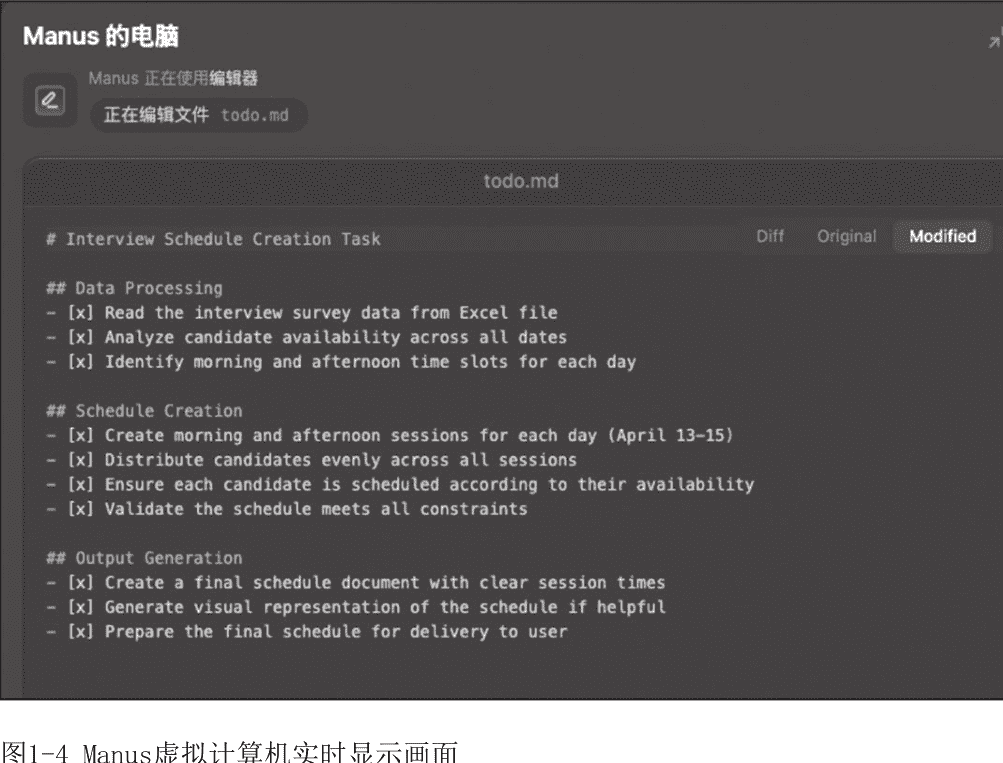 Manus 的电脑
Manus 正在使用编辑器
正在编辑文件 todo.md
todo.md
Diff Original Modified
# Interview Schedule Creation Task
## Data Processing
- [x] Read the interview survey data from Excel file
- [x] Analyze candidate availability across all dates
- [x] Identify morning and afternoon time slots for each day
## Schedule Creation
- [x] Create morning and afternoon sessions for each day (April 13-15)
- [x] Distribute candidates evenly across all sessions
- [x] Ensure each candidate is scheduled according to their availability
- [x] Validate the schedule meets all constraints
## Output Generation
- [x] Create a final schedule document with clear session times
- [x] Generate visual representation of the schedule if helpful
- [x] Prepare the final schedule for delivery to user
图1-4 Manus虚拟计算机实时显示画面